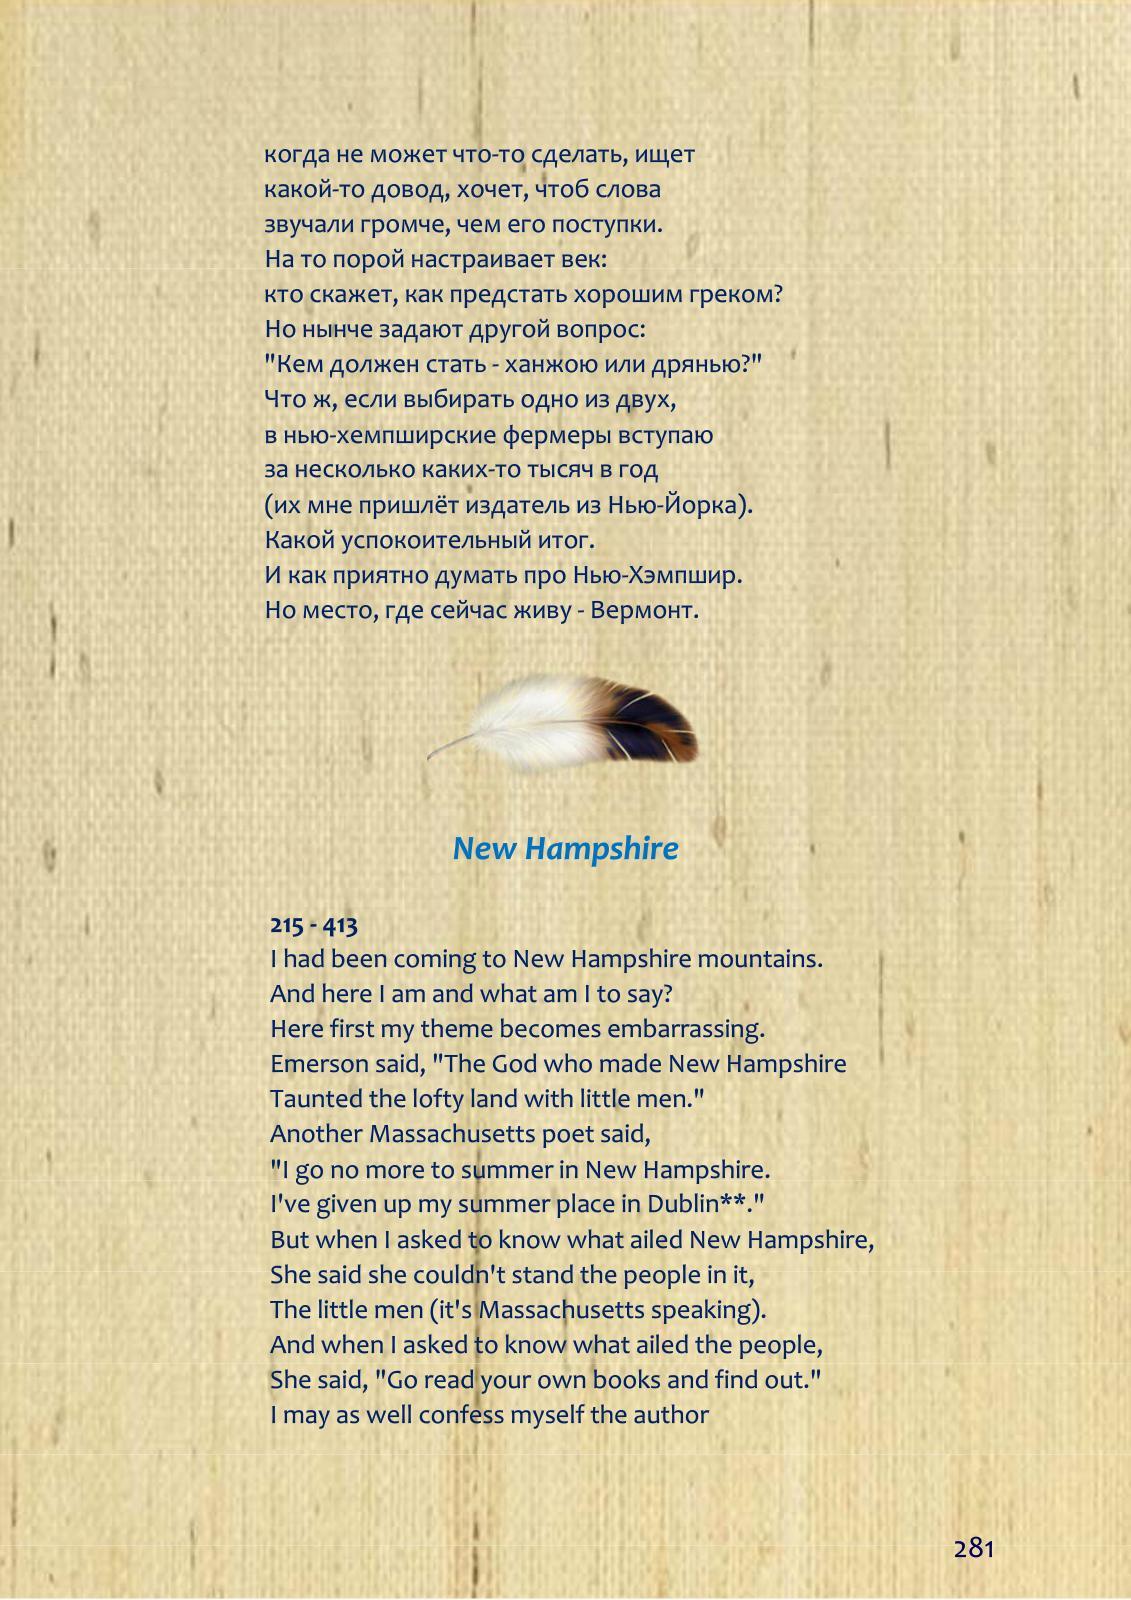 когда не может что-то сделать, ищет
какой-то довод, хочет, чтоб слова
звучали громче, чем его поступки.
На то порой настраивает век:
кто скажет, как предстать хорошим греком?
Но нынче задают другой вопрос:
"Кем должен стать - ханжою или дрянью?"
Что ж, если выбирать одно из двух,
в нью-хемпширские фермеры вступаю
за несколько каких-то тысяч в год
(их мне пришлёт издатель из Нью-Йорка).
Какой успокоительный итог.
И как приятно думать про Нью-Хэмпшир.
Но место, где сейчас живу - Вермонт.
New Hampshire
215 - 413
I had been coming to New Hampshire mountains.
And here I am and what am I to say?
Here first my theme becomes embarrassing.
Emerson said, "The God who made New Hampshire
Taunted the lofty land with little men."
Another Massachusetts poet said,
"I go no more to summer in New Hampshire.
I've given up my summer place in Dublin**."
But when I asked to know what ailed New Hampshire,
She said she couldn't stand the people in it,
The little men (it's Massachusetts speaking).
And when I asked to know what ailed the people,
She said, "Go read your own books and find out."
I may as well confess myself the author
281